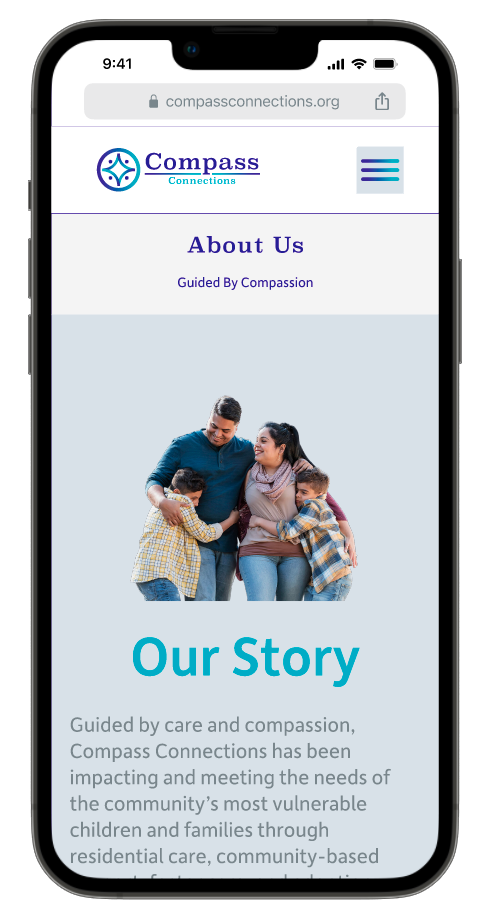 9:41
compassconnections.org
Compass
Connections
About Us
Guided By Compassion
Our Story
Guided by care and compassion,
Compass Connections has been
impacting and meeting the needs of
the community’s most vulnerable
children and families through
residential care, community-based